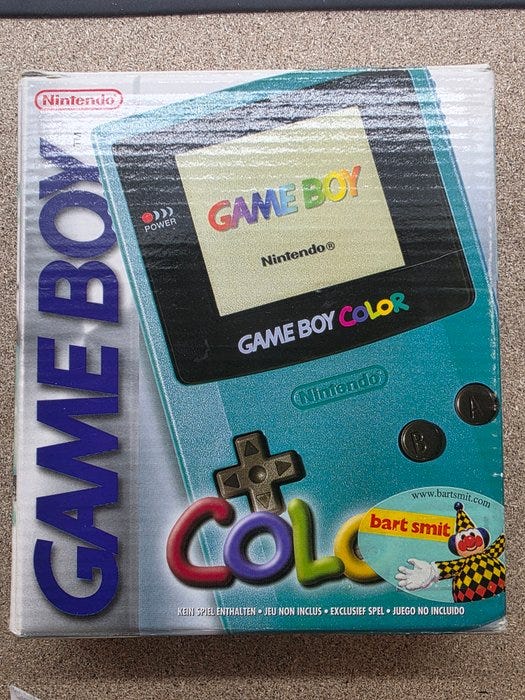 Nintendo
GAME BOY
TM
POWER
GAME BOY
Nintendo®
GAME BOY COLOR
Nintendo
A
B
COLO
www.bartsmit.com
bart smit
KEIN SPIEL ENTHALTEN • JEU NON INCLUS • EXCLUSIEF SPEL • JUEGO NO INCLUIDO